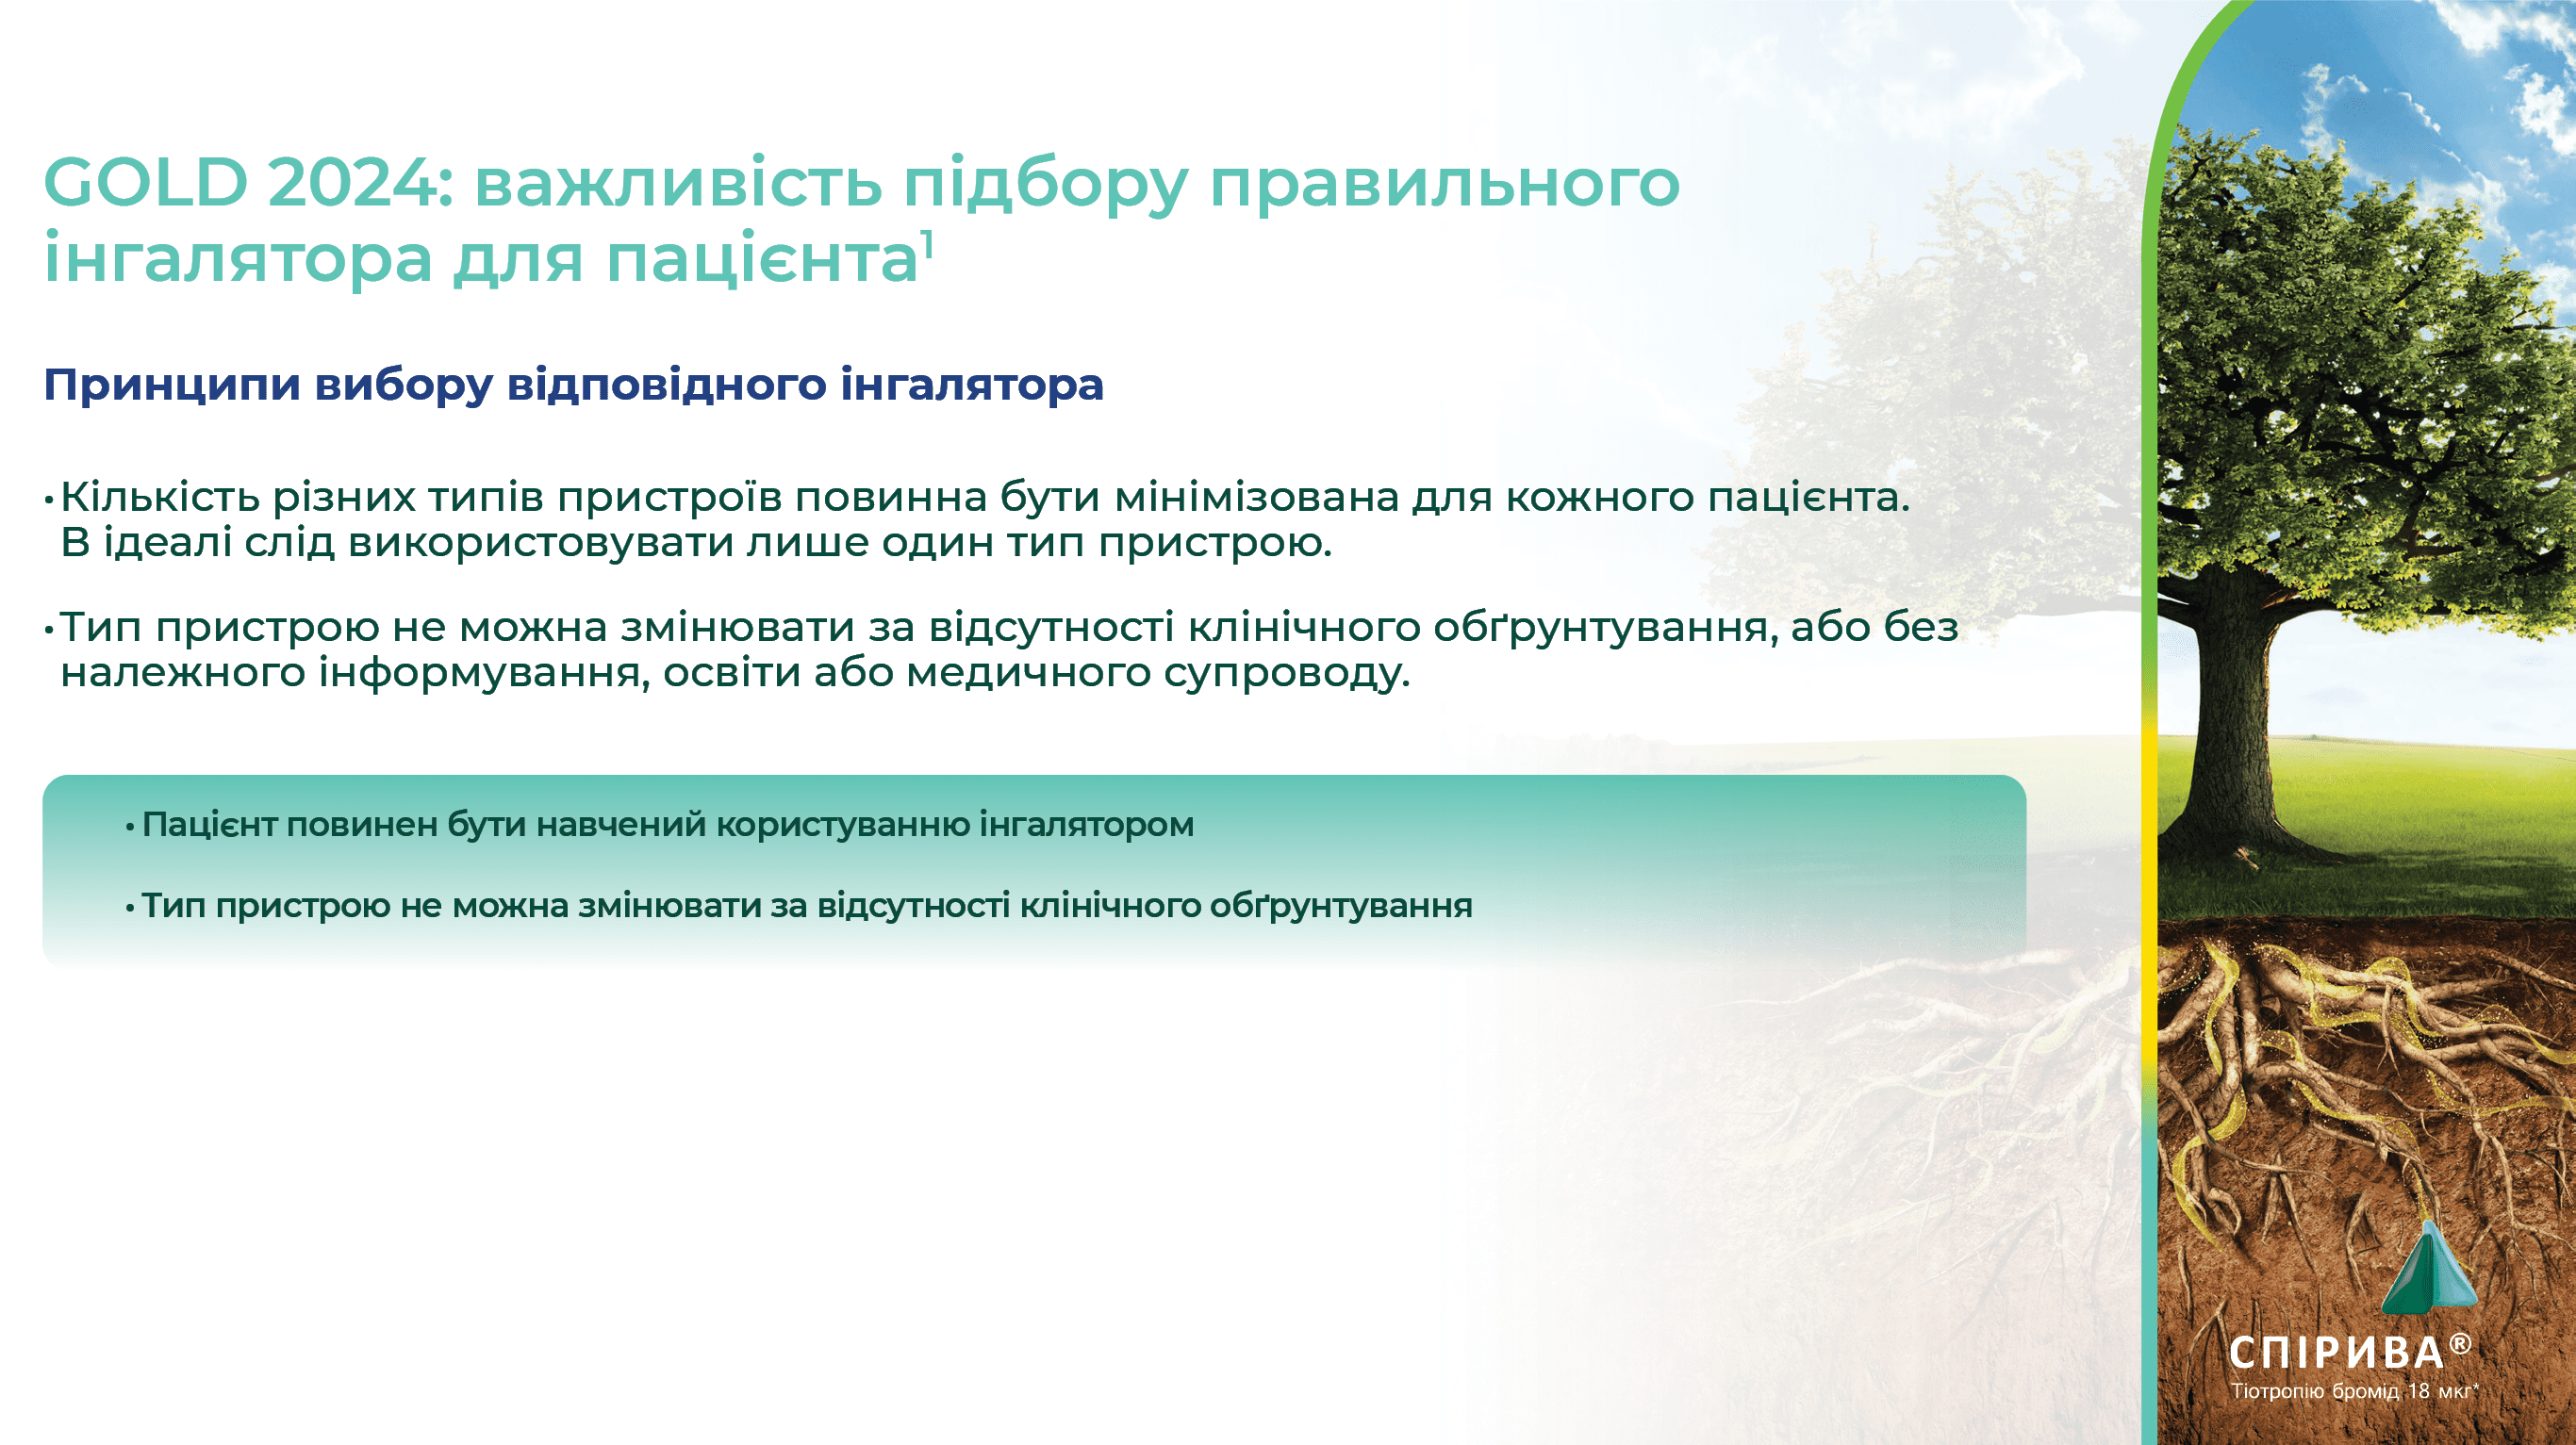 GOLD 2024: важливість підбору правильного
інгалятора для пацієнта¹
Принципи вибору відповідного інгалятора
• Кількість різних типів пристроїв повинна бути мінімізована для кожного пацієнта.
В ідеалі слід використовувати лише один тип пристрою.
• Тип пристрою не можна змінювати за відсутності клінічного обґрунтування, або без
належного інформування, освіти або медичного супроводу.
• Пацієнт повинен бути навчений користуванню інгалятором
• Тип пристрою не можна змінювати за відсутності клінічного обґрунтування
СПІРИВА®
Тіотропію бромід 18 мкг*